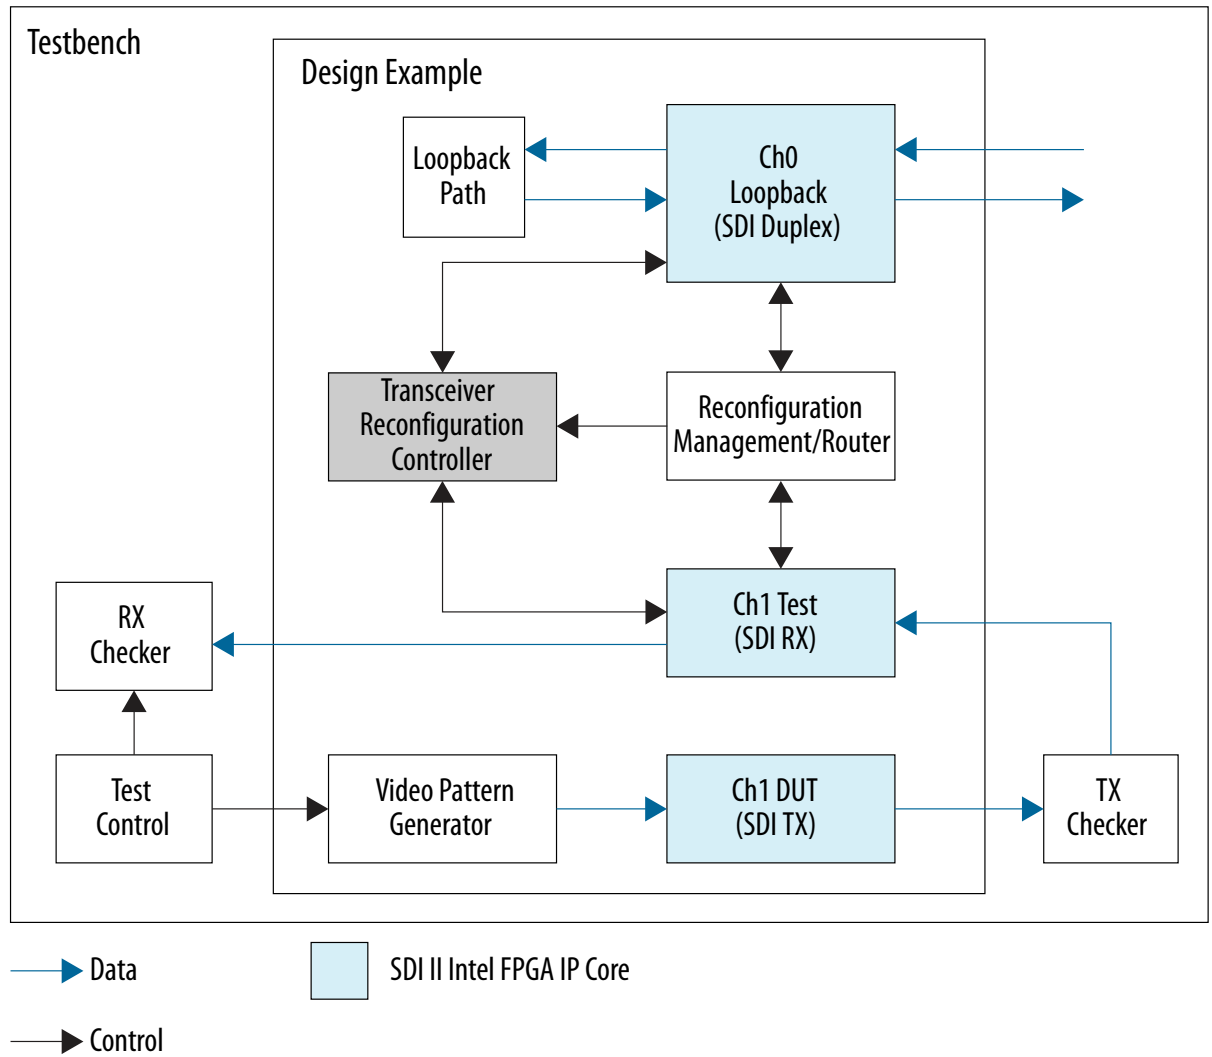 Testbench
Design Example
Loopback
Path
Ch0
Loopback
(SDI Duplex)
Transceiver
Reconfiguration
Controller
Reconfiguration
Management/Router
RX
Checker
Ch1 Test
(SDI RX)
Test
Control
Video Pattern
Generator
Ch1 DUT
(SDI TX)
TX
Checker
Data
SDI II Intel FPGA IP Core
Control